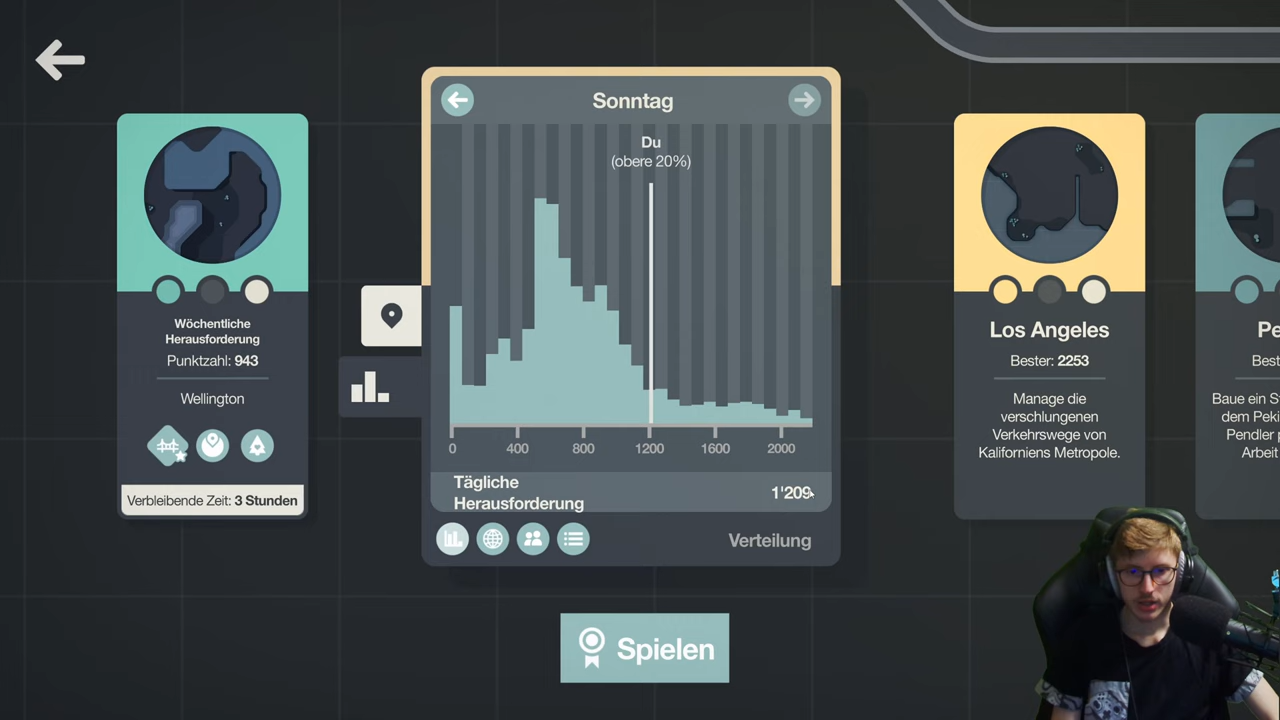 Wöchentliche
Herausforderung
Punktzahl: 943
Wellington
Verbleibende Zeit: 3 Stunden
Sonntag
Du
(obere 20%)
0 400 800 1200 1600 2000
Tägliche
Herausforderung
1'209
Verteilung
Spielen
Los Angeles
Bester: 2253
Manage die
verschlungenen
Verkehrswege von
Kaliforniens Metropole.
Pe
Best
Baue ein S
dem Peki
Pendler p
Arbeit